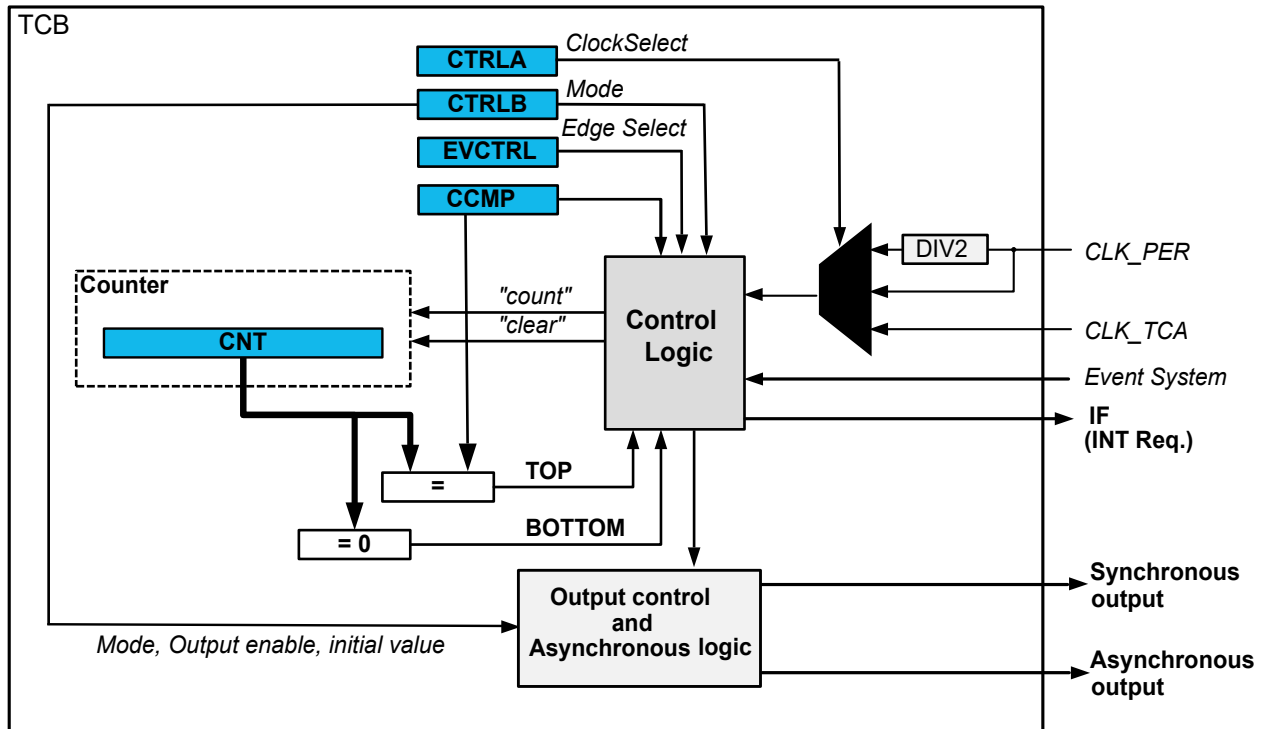 TCB
CTRLA
ClockSelect
CTRLB
Mode
EVCTRL
Edge Select
CCMP
DIV2
CLK_PER
Counter
"count"
"clear"
CNT
Control
Logic
CLK_TCA
Event System
IF
(INT Req.)
=
TOP
= 0
BOTTOM
Output control
and
Asynchronous logic
Synchronous
output
Mode, Output enable, initial value
Asynchronous
output